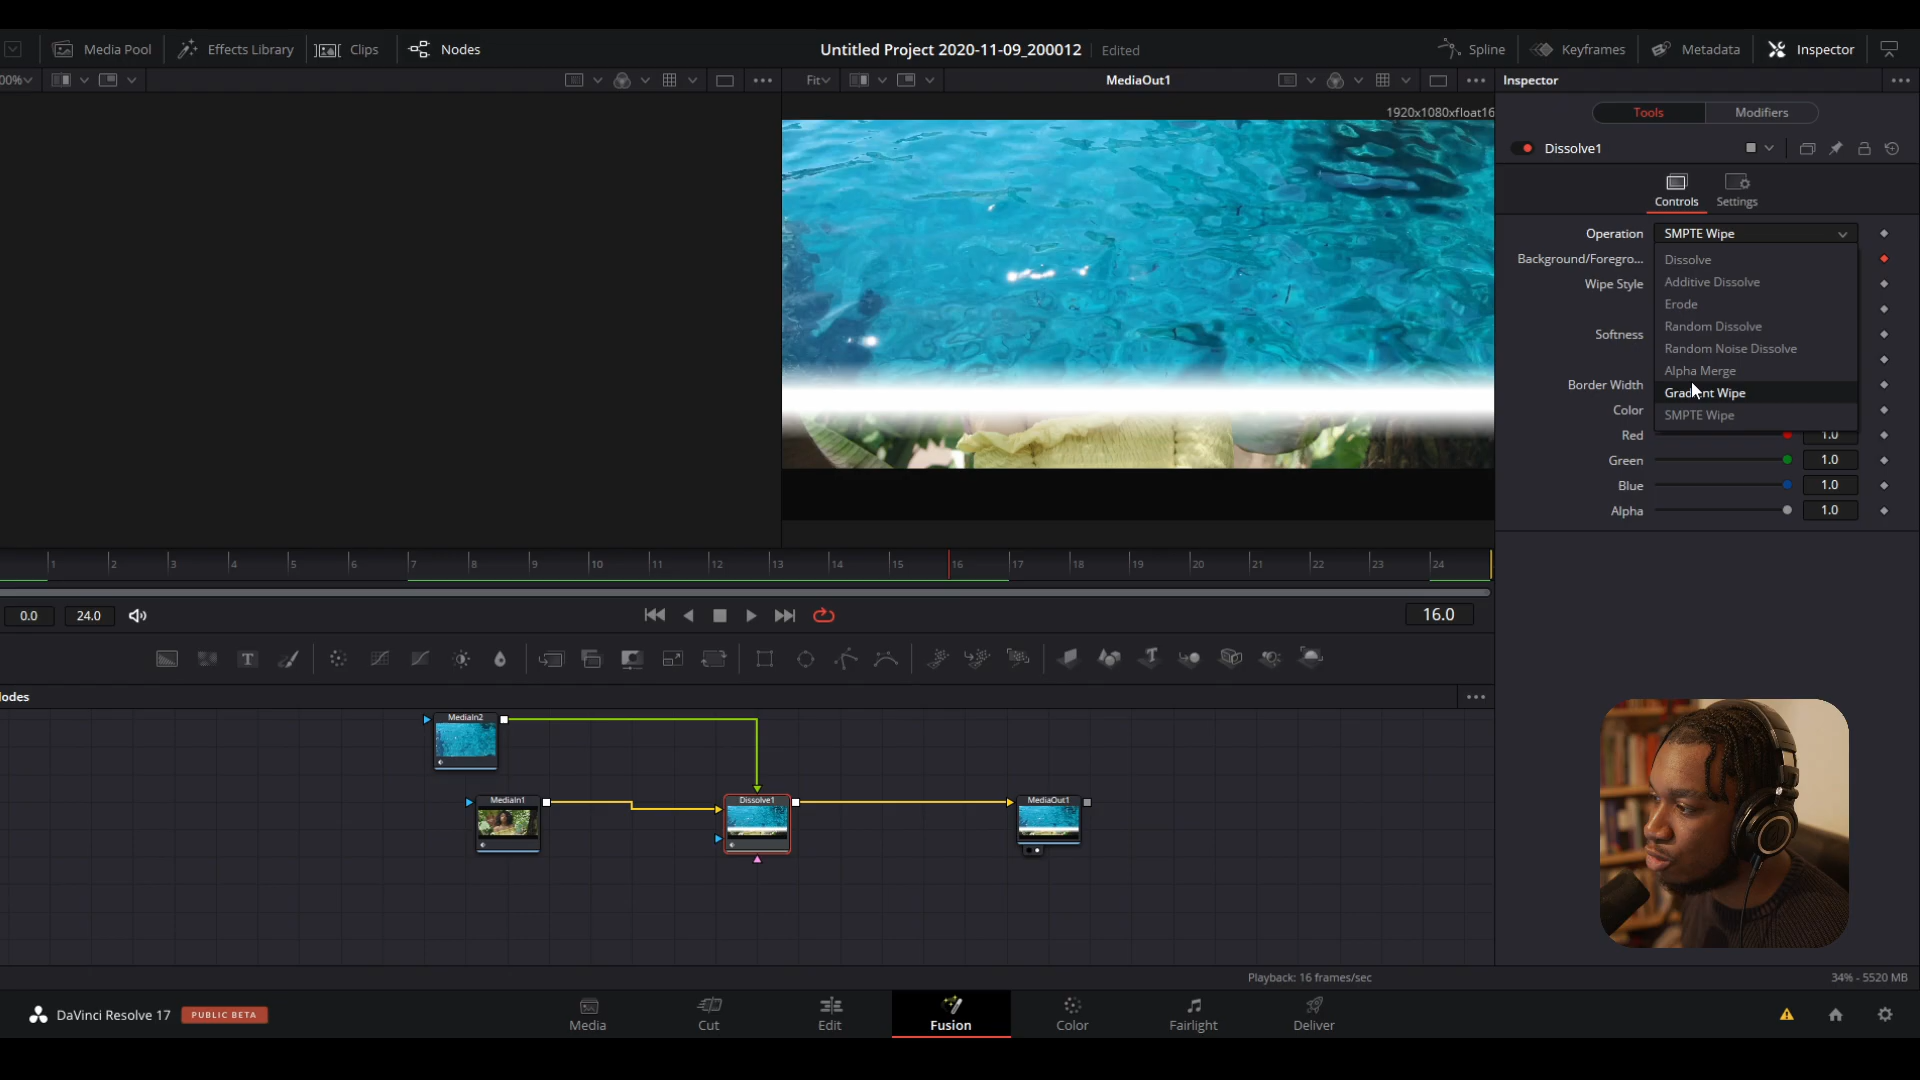 Media Pool
Effects Library
Clips
Nodes
Untitled Project 2020-11-09_200012
Edited
Spline
Keyframes
Metadata
Inspector
00%
Fit
MediaOut1
Inspector
1920x1080xfloat16
Tools
Modifiers
Dissolve1
Controls
Settings
Operation
SMPTE Wipe
Background/Foregro...
Dissolve
Wipe Style
Additive Dissolve
Erode
Softness
Random Dissolve
Random Noise Dissolve
Alpha Merge
Border Width
Gradient Wipe
Color
SMPTE Wipe
Red
1.0
Green
1.0
Blue
1.0
Alpha
1.0
1 2 3 4 5 6 7 8 9 10 11 12 13 14 15 16 17 18 19 20 21 22 23 24
0.0
24.0
16.0
lodes
MediaIn2
MediaIn1
Dissolve1
MediaOut1
Playback: 16 frames/sec
34% - 5520 MB
DaVinci Resolve 17
PUBLIC BETA
Media
Cut
Edit
Fusion
Color
Fairlight
Deliver